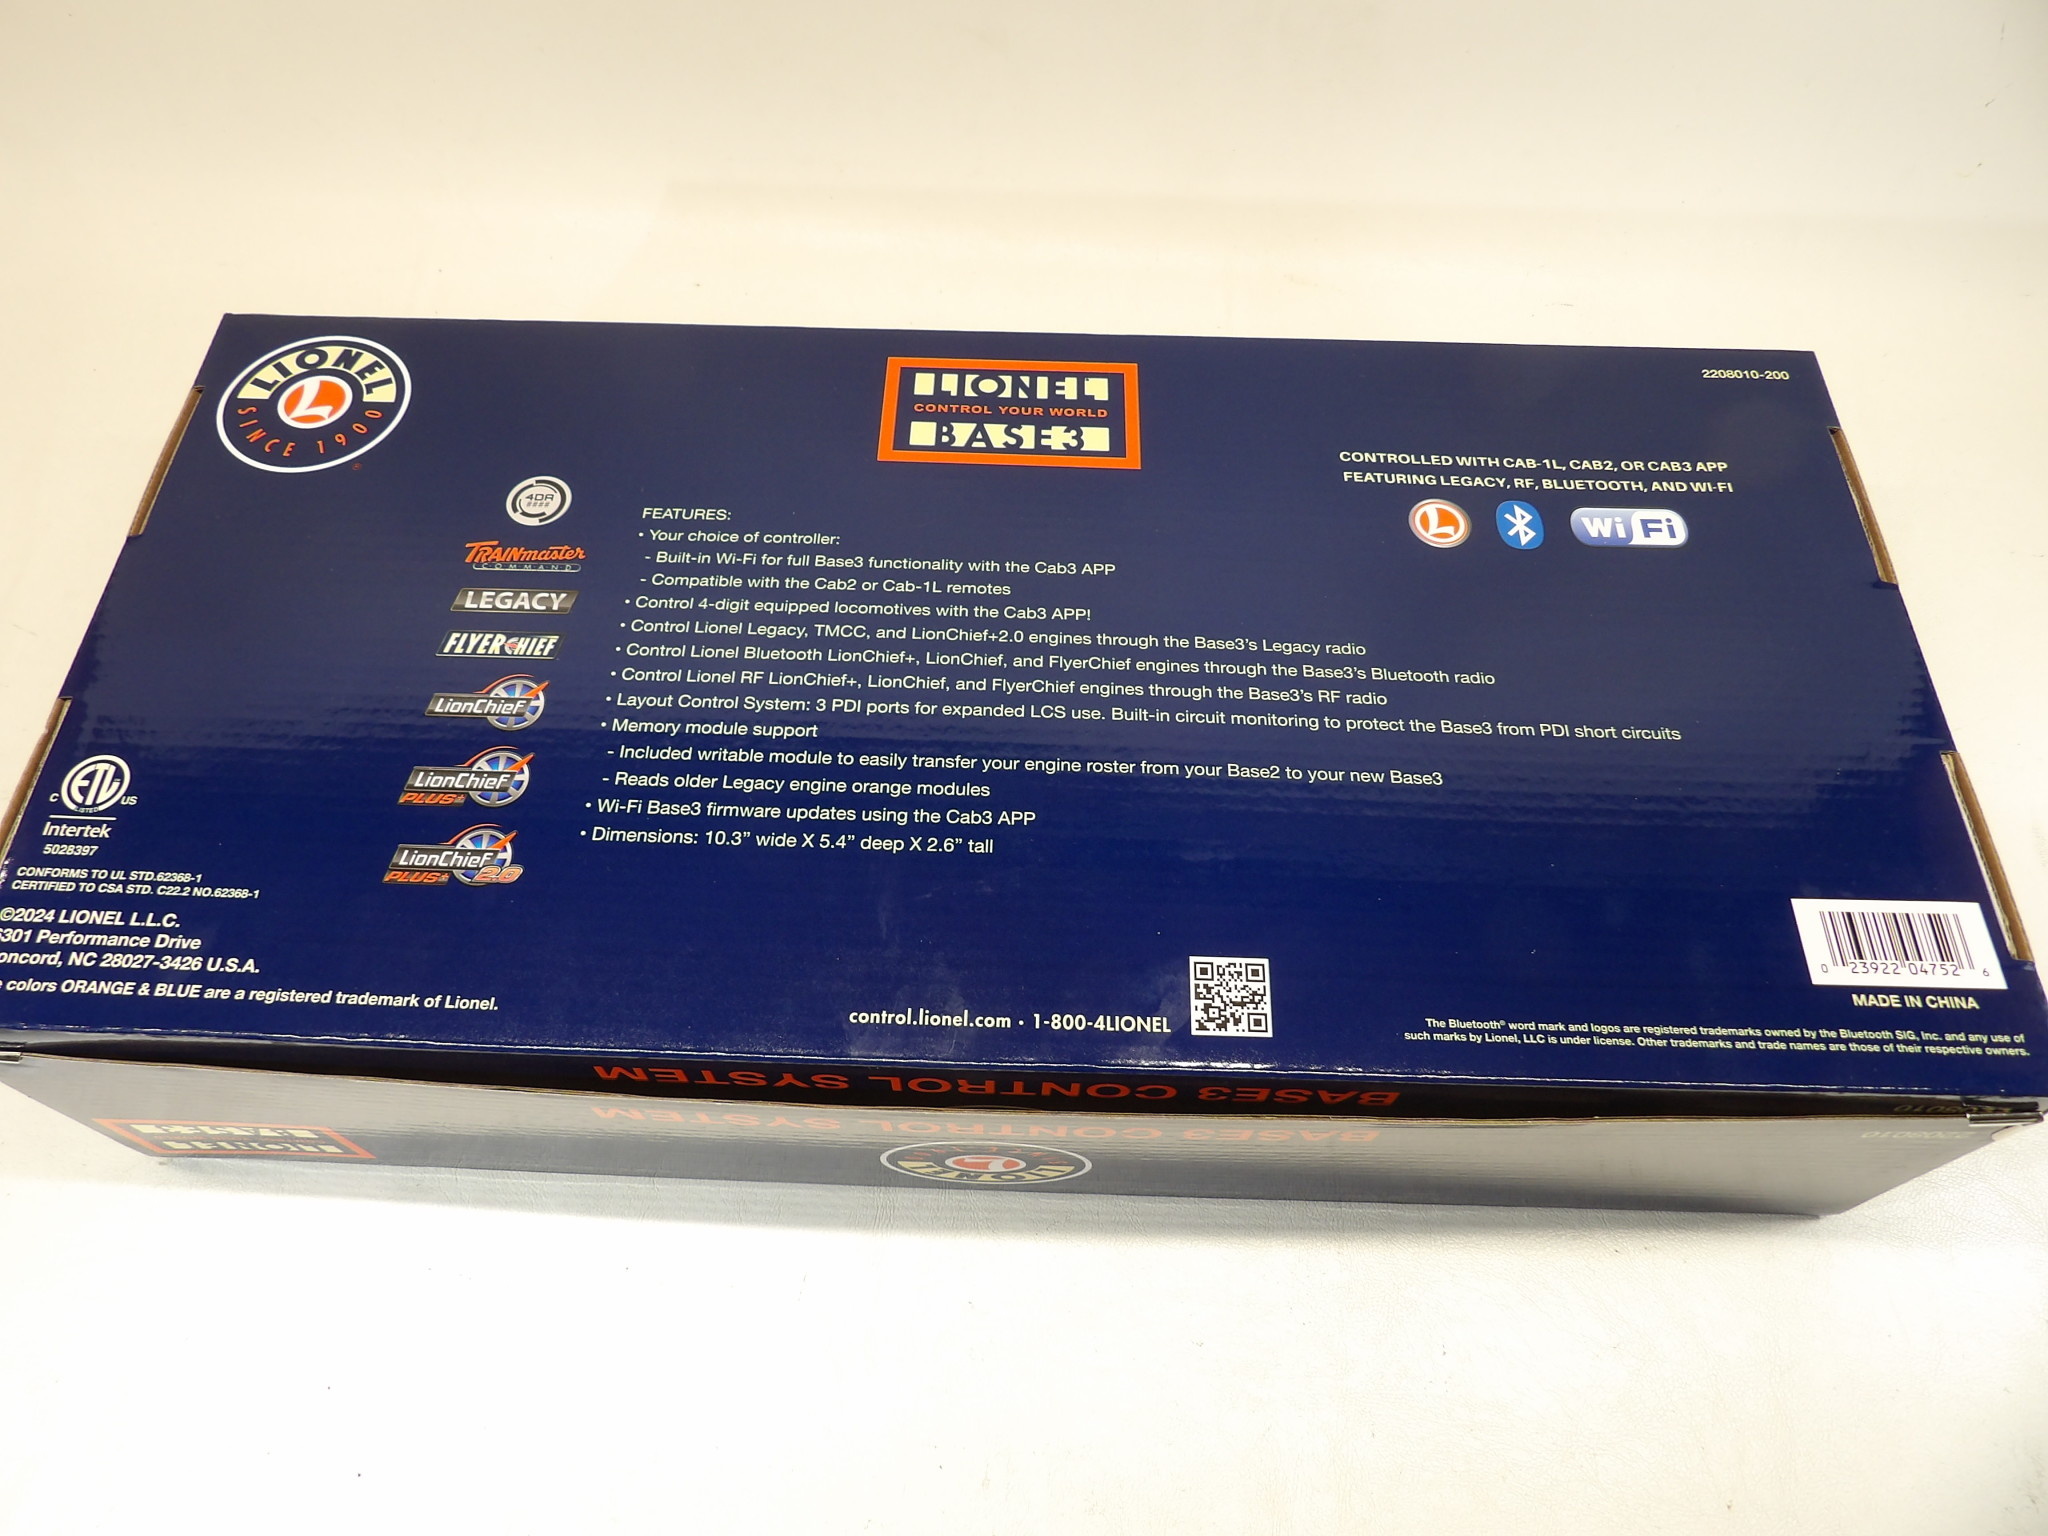 LIONEL
L
SINCE 1900
LIONEL
CONTROL YOUR WORLD
BASE3
2208010-200
CONTROLLED WITH CAB-1L, CAB2, OR CAB3 APP
FEATURING LEGACY, RF, BLUETOOTH, AND WI-FI
L
Wi Fi
4DR
####
TRAINmaster
COMMAND
LEGACY
FLYERCHIEF
LionChief
LionChief
PLUS
LionChief
PLUS 2.0
FEATURES:
• Your choice of controller:
- Built-in Wi-Fi for full Base3 functionality with the Cab3 APP
- Compatible with the Cab2 or Cab-1L remotes
• Control 4-digit equipped locomotives with the Cab3 APP!
• Control Lionel Legacy, TMCC, and LionChief+2.0 engines through the Base3's Legacy radio
• Control Lionel Bluetooth LionChief+, LionChief, and FlyerChief engines through the Base3's Bluetooth radio
• Control Lionel RF LionChief+, LionChief, and FlyerChief engines through the Base3's RF radio
• Layout Control System: 3 PDI ports for expanded LCS use. Built-in circuit monitoring to protect the Base3 from PDI short circuits
• Memory module support
- Included writable module to easily transfer your engine roster from your Base2 to your new Base3
- Reads older Legacy engine orange modules
• Wi-Fi Base3 firmware updates using the Cab3 APP
• Dimensions: 10.3” wide X 5.4” deep X 2.6” tall
C ETL US
LISTED
Intertek
5028397
CONFORMS TO UL STD.62368-1
CERTIFIED TO CSA STD. C22.2 NO.62368-1
©2024 LIONEL L.L.C.
6301 Performance Drive
oncord, NC 28027-3426 U.S.A.
e colors ORANGE & BLUE are a registered trademark of Lionel.
control.lionel.com • 1-800-4LIONEL
0 23922 04752 6
MADE IN CHINA
The Bluetooth® word mark and logos are registered trademarks owned by the Bluetooth SIG, Inc. and any use of
such marks by Lionel, LLC is under license. Other trademarks and trade names are those of their respective owners.
BASE3 CONTROL SYSTEM
BASE3 CONTROL SYSTEM
2208010
LIONEL